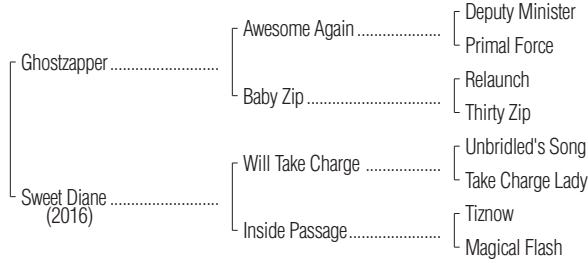 Deputy Minister
Awesome Again ....................
Primal Force
Ghostzapper ..........................
Relaunch
Baby Zip ................................
Thirty Zip
Unbridled's Song
Will Take Charge ..................
Take Charge Lady
Sweet Diane ..........................
(2016)
Tiznow
Inside Passage......................
Magical Flash